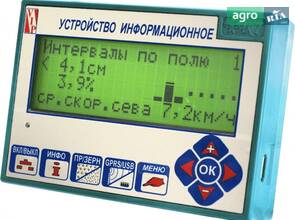 agro RIA
УСТРОЙСТВО ИНФОРМАЦИОННОЕ
Интервалы по полю 1
< 4,1см
3,9%
ср.скор.сева 7,2км/ч
ВКЛ/ВЫКЛ ИНФО ПР/ЗЕРН GPRS/USB МЕНЮ
i
OK